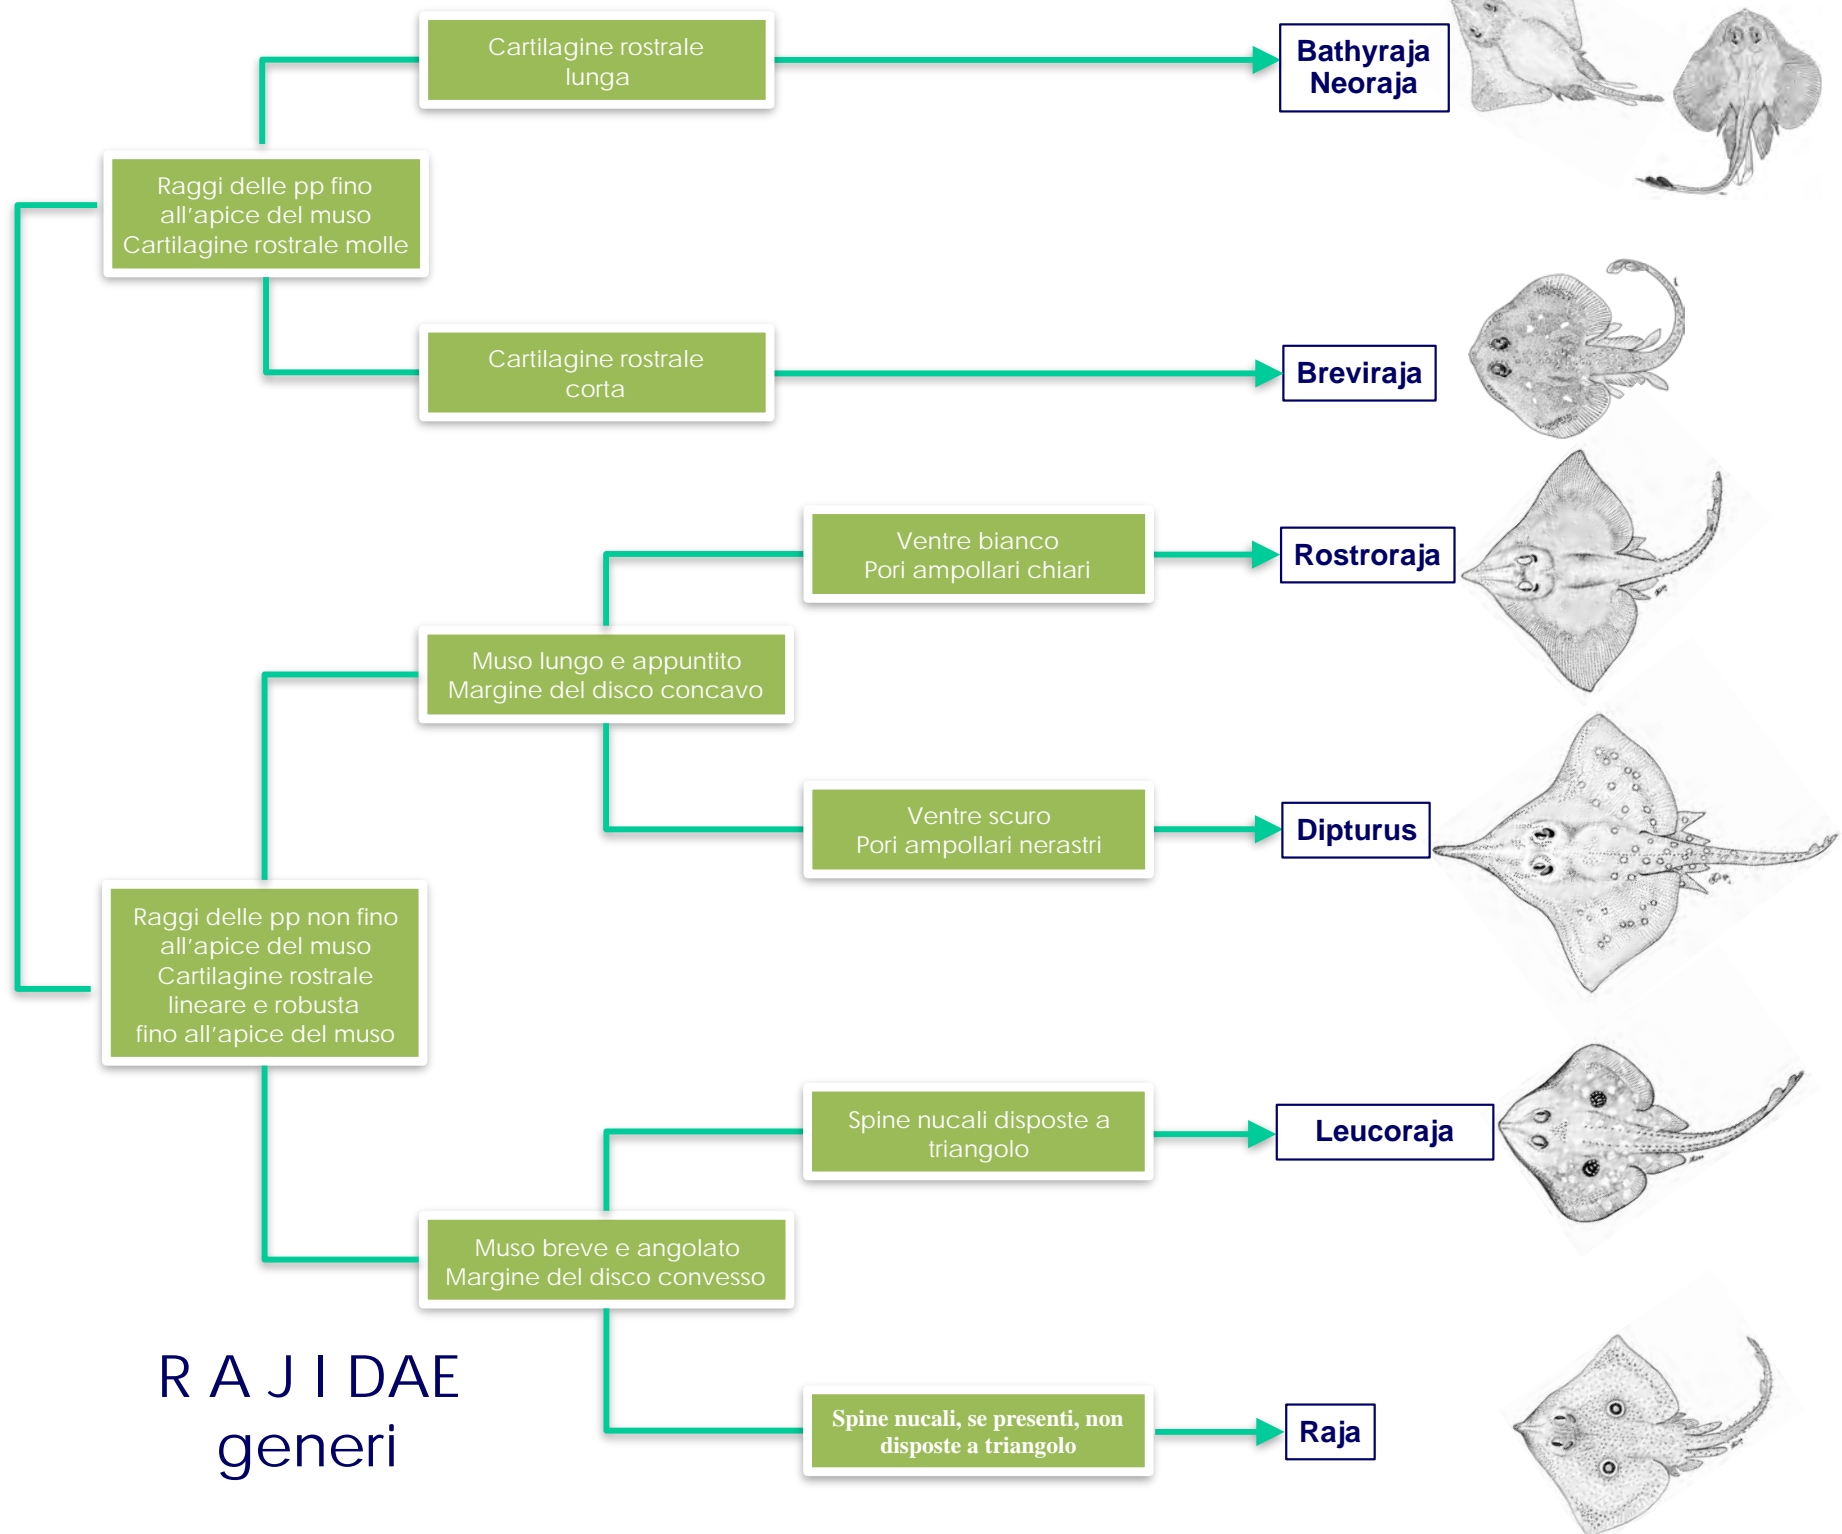 Cartilagine rostrale
lunga
Bathyraja
Neoraja
Raggi delle pp fino
all'apice del muso
Cartilagine rostrale molle
Cartilagine rostrale
corta
Breviraja
Ventre bianco
Pori ampollari chiari
Rostroraja
Muso lungo e appuntito
Margine del disco concavo
Ventre scuro
Pori ampollari nerastri
Dipturus
Raggi delle pp non fino
all'apice del muso
Cartilagine rostrale
lineare e robusta
fino all'apice del muso
Spine nucali disposte a
triangolo
Leucoraja
Muso breve e angolato
Margine del disco convesso
Spine nucali, se presenti, non
disposte a triangolo
Raja
R A J I DAE
generi